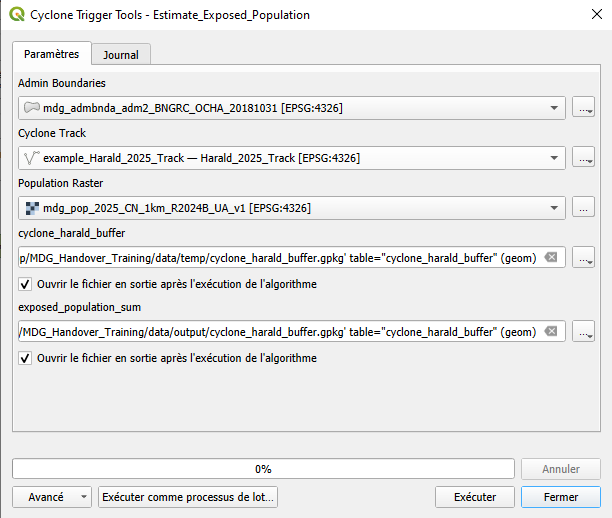 Cyclone Trigger Tools - Estimate_Exposed_Population
Paramètres
Journal
Admin Boundaries
mdg_admbnda_adm2_BNGRC_OCHA_20181031 [EPSG:4326]
...
Cyclone Track
example_Harald_2025_Track — Harald_2025_Track [EPSG:4326]
...
Population Raster
mdg_pop_2025_CN_1km_R2024B_UA_v1 [EPSG:4326]
...
cyclone_harald_buffer
p/MDG_Handover_Training/data/temp/cyclone_harald_buffer.gpkg' table="cyclone_harald_buffer" (geom)
...
Ouvrir le fichier en sortie après l'exécution de l'algorithme
exposed_population_sum
/MDG_Handover_Training/data/output/cyclone_harald_buffer.gpkg' table="cyclone_harald_buffer" (geom)
...
Ouvrir le fichier en sortie après l'exécution de l'algorithme
0%
Annuler
Avancé
Exécuter comme processus de lot...
Exécuter
Fermer